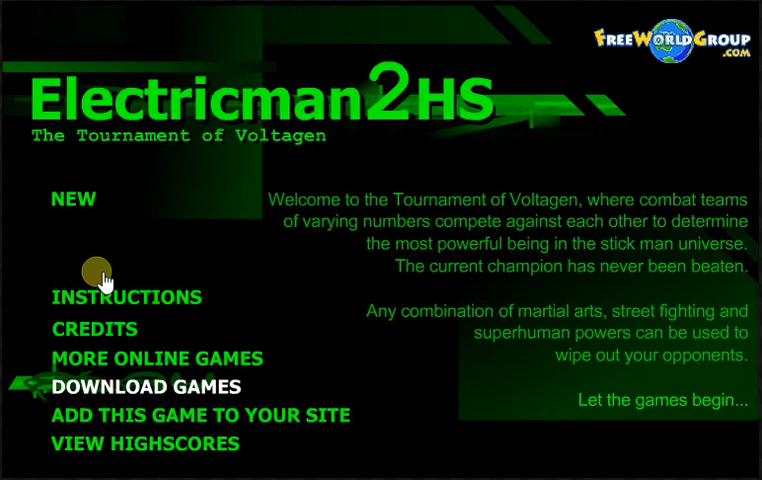 FreeWorldGroup
.com
Electricman2HS
The Tournament of Voltagen
NEW
Welcome to the Tournament of Voltagen, where combat teams
of varying numbers compete against each other to determine
the most powerful being in the stick man universe.
The current champion has never been beaten.
Any combination of martial arts, street fighting and
superhuman powers can be used to
wipe out your opponents.
Let the games begin...
INSTRUCTIONS
CREDITS
MORE ONLINE GAMES
DOWNLOAD GAMES
ADD THIS GAME TO YOUR SITE
VIEW HIGHSCORES